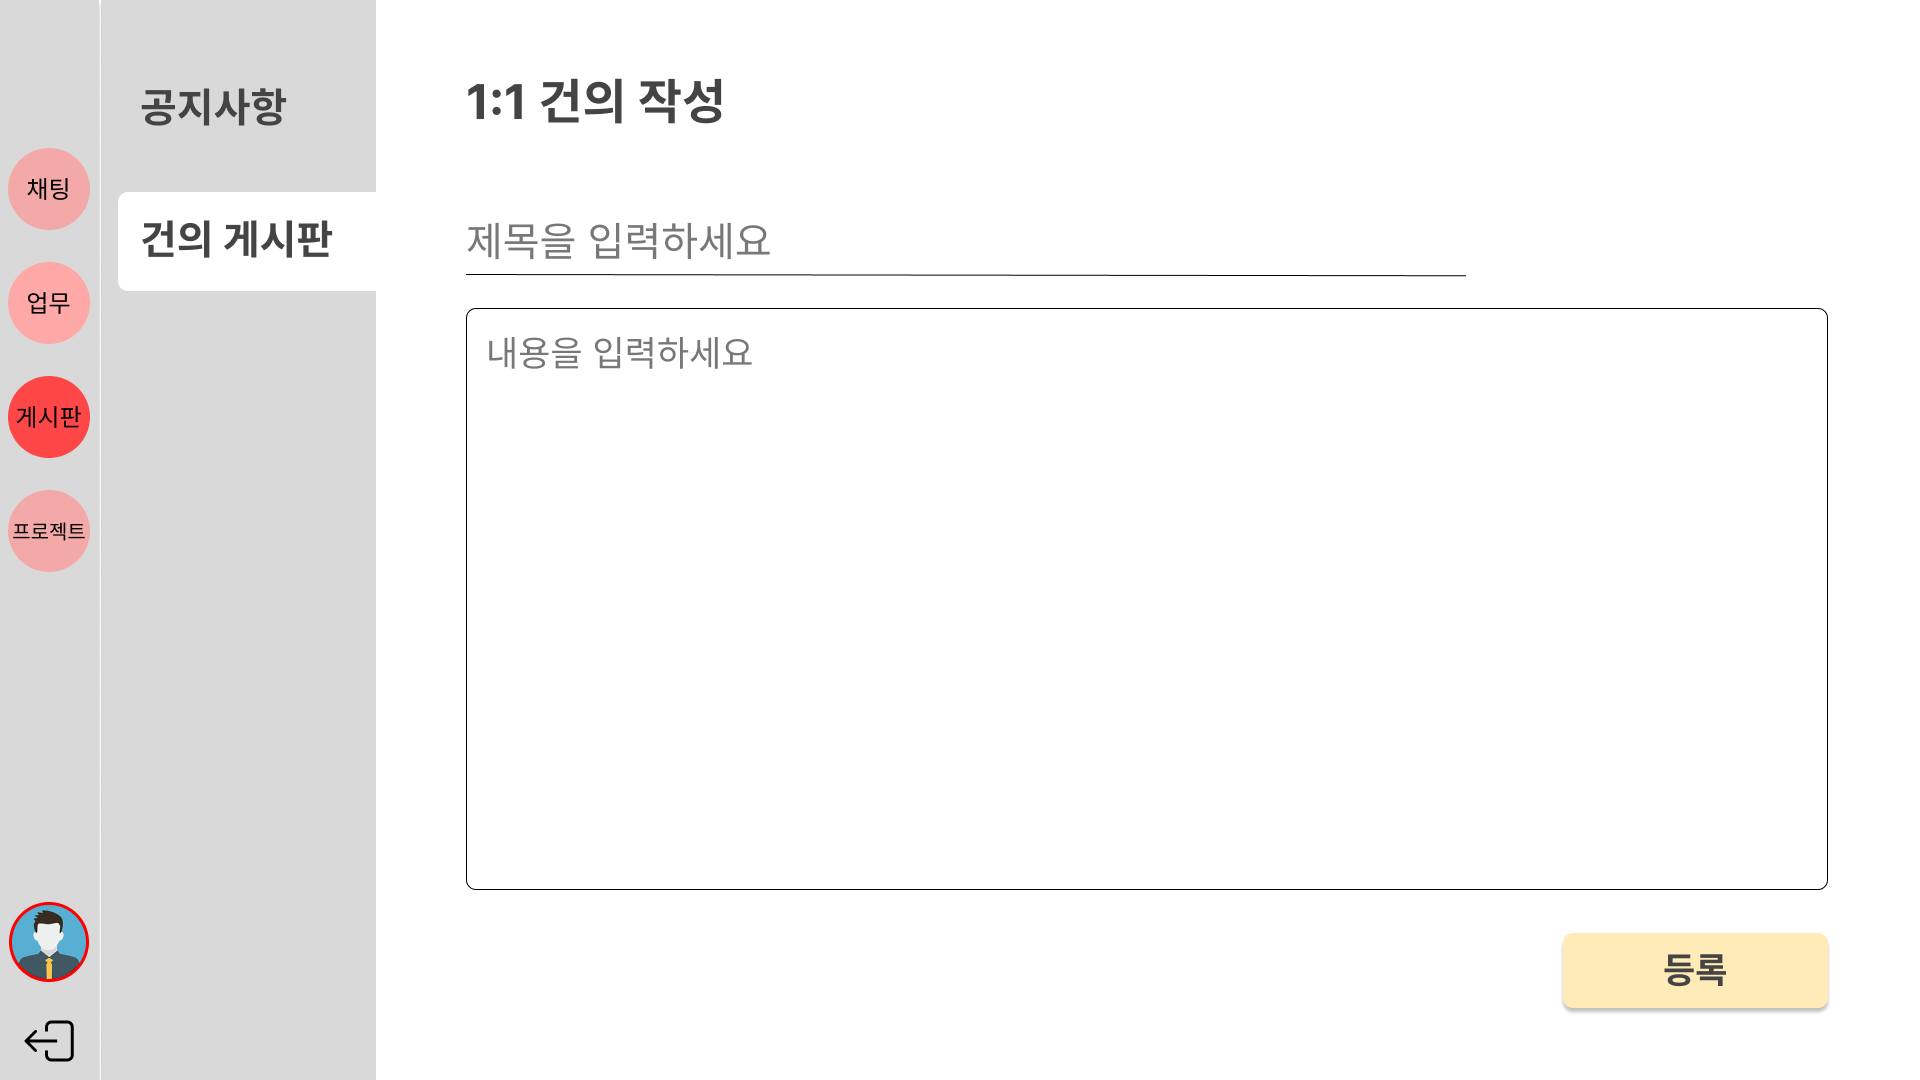 채팅
업무
게시판
프로젝트
공지사항
건의 게시판
1:1 건의 작성
제목을 입력하세요
내용을 입력하세요
등록